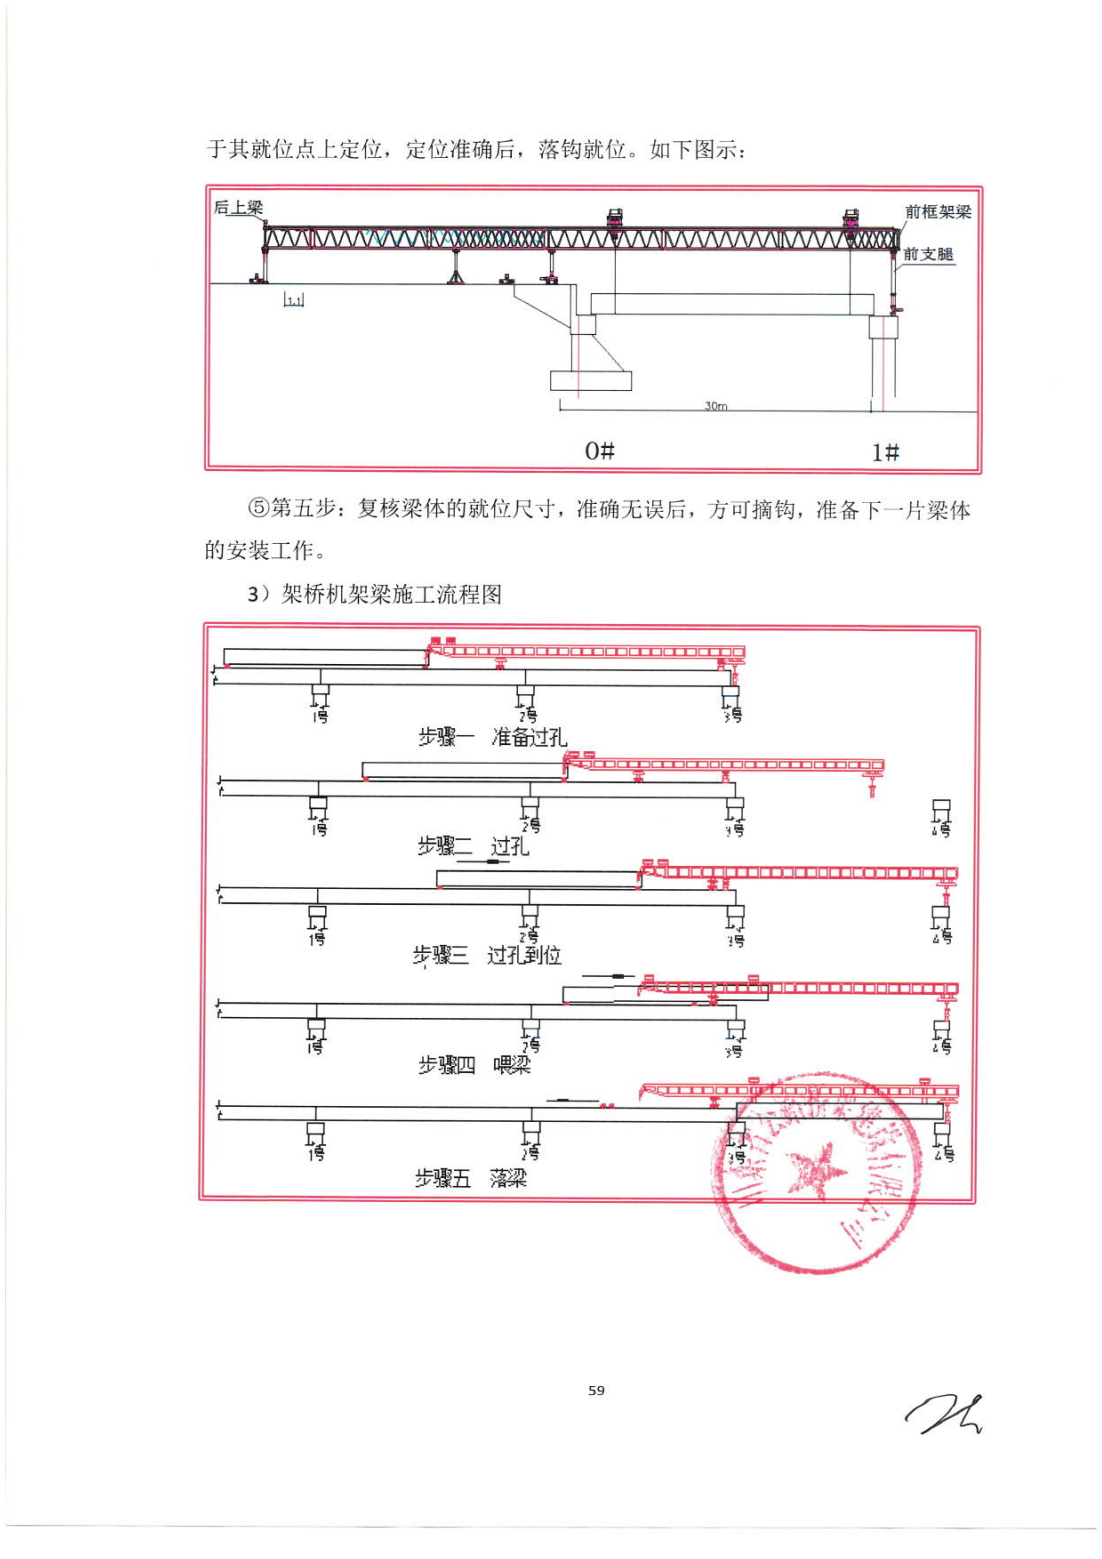 于其就位点上定位，定位准确后，落钩就位。如下图示：
后上梁
前框架梁
前支腿
1.1
30m
0#
1#
⑤第五步：复核梁体的就位尺寸，准确无误后，方可摘钩，准备下一片梁体
的安装工作。
3）架桥机架梁施工流程图
1号 2号 3号
步骤一 准备过孔
1号 2号 3号 4号
步骤二 过孔
1号 2号 3号 4号
步骤三 过孔到位
1号 2号 3号 4号
步骤四 喂梁
1号 2号 3号 4号
步骤五 落梁
59